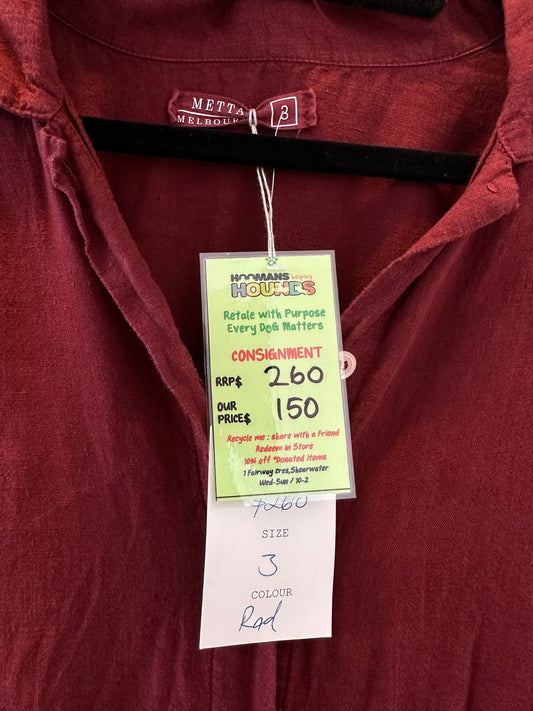 METTA 3
MELBOU
HOOMANS helping
HOUNDS
Retale with Purpose
Every DoG Matters
CONSIGNMENT
RRP$ 260
OUR
PRICE$ 150
Recycle me : share with a Friend
Redeem in Store
10% off *Donated Items
1 Fairway Cres,Shearwater
Wed-Sun / 10-2
$260
SIZE
3
COLOUR
Red